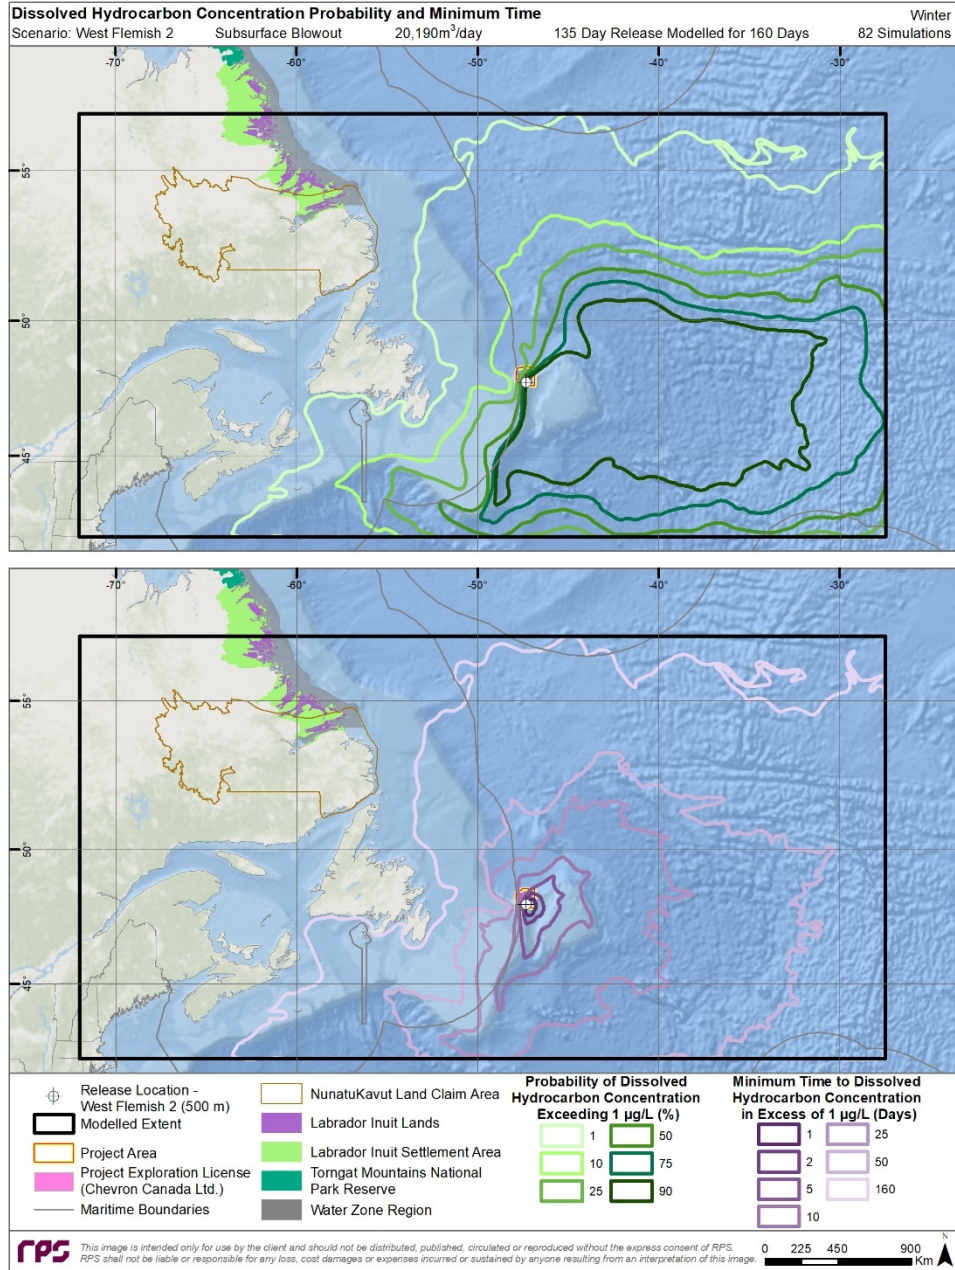 Dissolved Hydrocarbon Concentration Probability and Minimum Time
Winter
Scenario: West Flemish 2
Subsurface Blowout
20,190m³/day
135 Day Release Modelled for 160 Days
82 Simulations
-70°
-60°
-50°
-40°
-30°
55°
50°
45°
-70°
-60°
-50°
-40°
-30°
55°
50°
45°
Release Location -
West Flemish 2 (500 m)
Modelled Extent
Project Area
Project Exploration License
(Chevron Canada Ltd.)
Maritime Boundaries
NunatuKavut Land Claim Area
Labrador Inuit Lands
Labrador Inuit Settlement Area
Torngat Mountains National
Park Reserve
Water Zone Region
Probability of Dissolved
Hydrocarbon Concentration
Exceeding 1 µg/L (%)
1
50
10
75
25
90
Minimum Time to Dissolved
Hydrocarbon Concentration
in Excess of 1 µg/L (Days)
1
25
2
50
5
160
10
rps
This image is intended only for use by the client and should not be distributed, published, circulated or reproduced without the express consent of RPS.
RPS shall not be liable or responsible for any loss, cost damages or expenses incurred or sustained by anyone resulting from an interpretation of this image.
0 225 450 900
Km
N